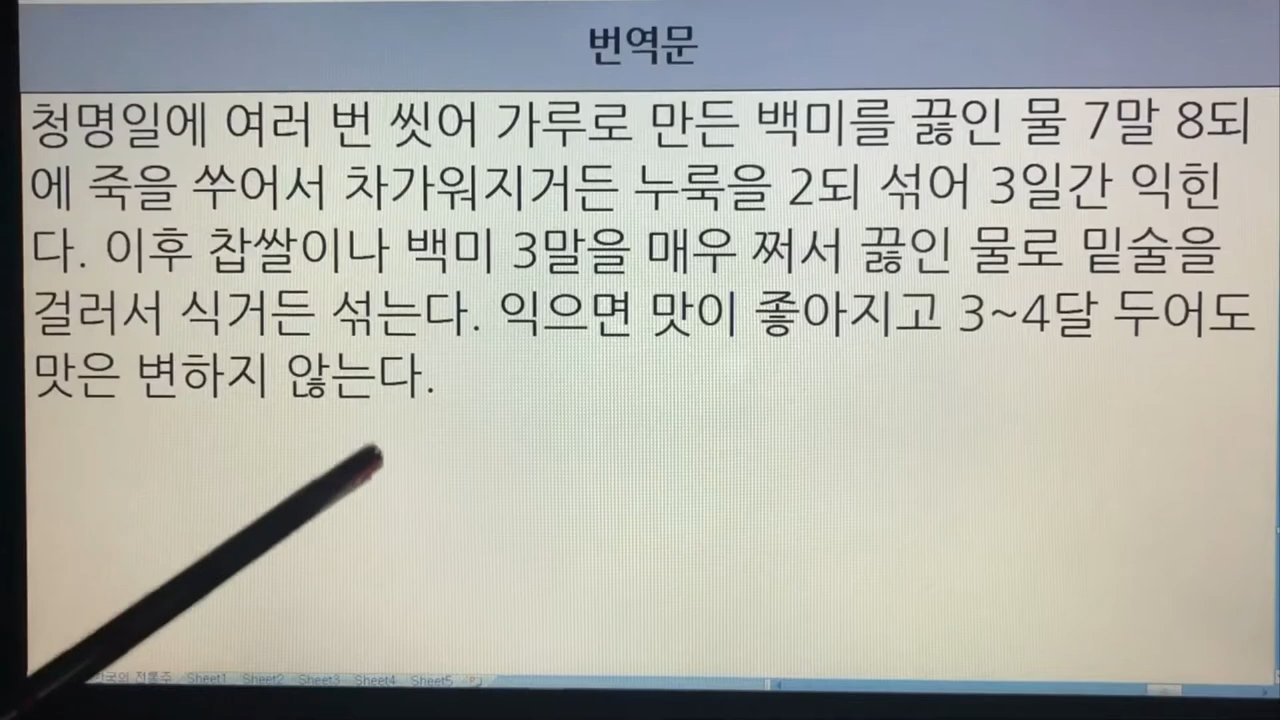 번역문
청명일에 여러 번 씻어 가루로 만든 백미를 끓인 물 7말 8되
에 죽을 쑤어서 차가워지거든 누룩을 2되 섞어 3일간 익힌
다. 이후 찹쌀이나 백미 3말을 매우 쪄서 끓인 물로 밑술을
걸러서 식거든 섞는다. 익으면 맛이 좋아지고 3~4달 두어도
맛은 변하지 않는다.
Sheet1 Sheet2 Sheet3 Sheet4 Sheet5